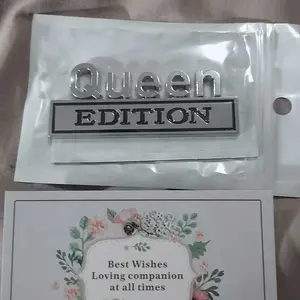 Queen
EDITION
Best Wishes
Loving companion
at all times